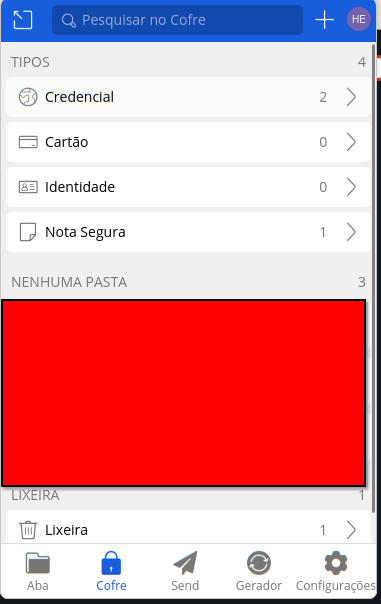 Pesquisar no Cofre
HE
TIPOS 4
Credencial 2
Cartão 0
Identidade 0
Nota Segura 1
NENHUMA PASTA 3
LIXEIRA 1
Lixeira 1
Aba Cofre Send Gerador Configurações